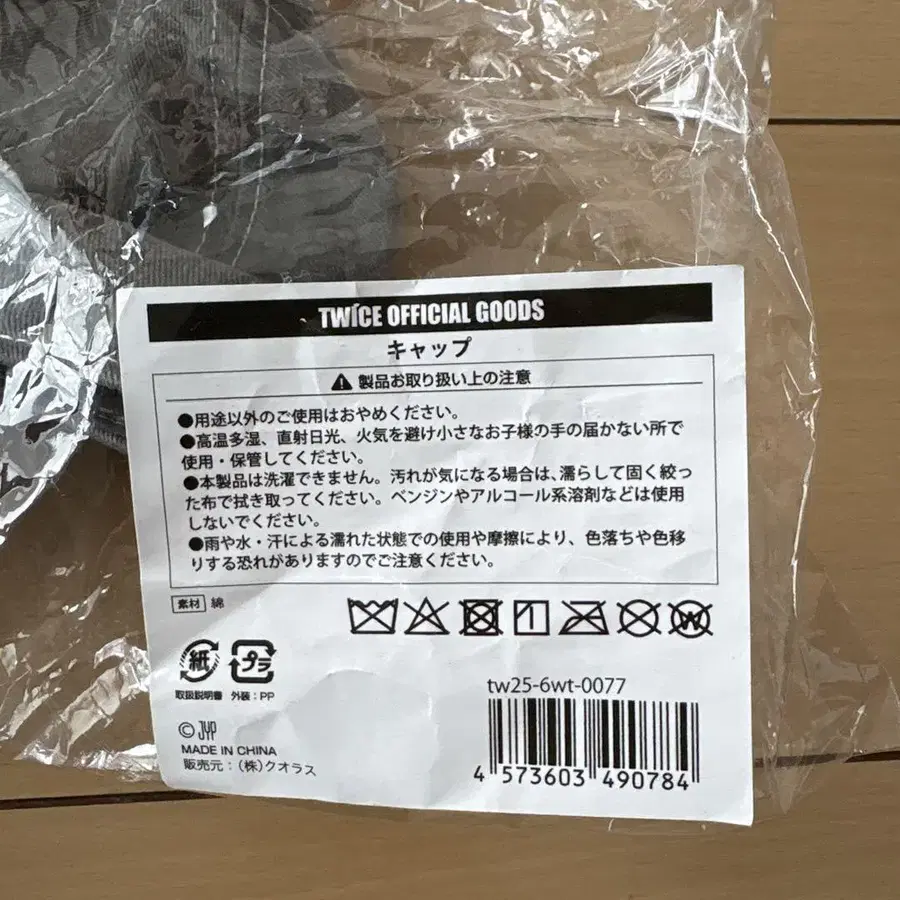 TWICE OFFICIAL GOODS
キャップ
製品お取り扱い上の注意
●用途以外のご使用はおやめください。
●高温多湿、直射日光、火気を避け小さなお子様の手の届かない所で
使用・保管してください。
●本製品は洗濯できません。汚れが気になる場合は、濡らして固く絞っ
た布で拭き取ってください。ベンジンやアルコール系溶剤などは使用
しないでください。
●雨や水・汗による濡れた状態での使用や摩擦により、色落ちや色移
りする恐れがありますのでご注意ください。
素材 綿
紙 プラ
取扱説明書 外装：PP
tw25-6wt-0077
© JYP
MADE IN CHINA
販売元：（株）クオラス
4 573603 490784